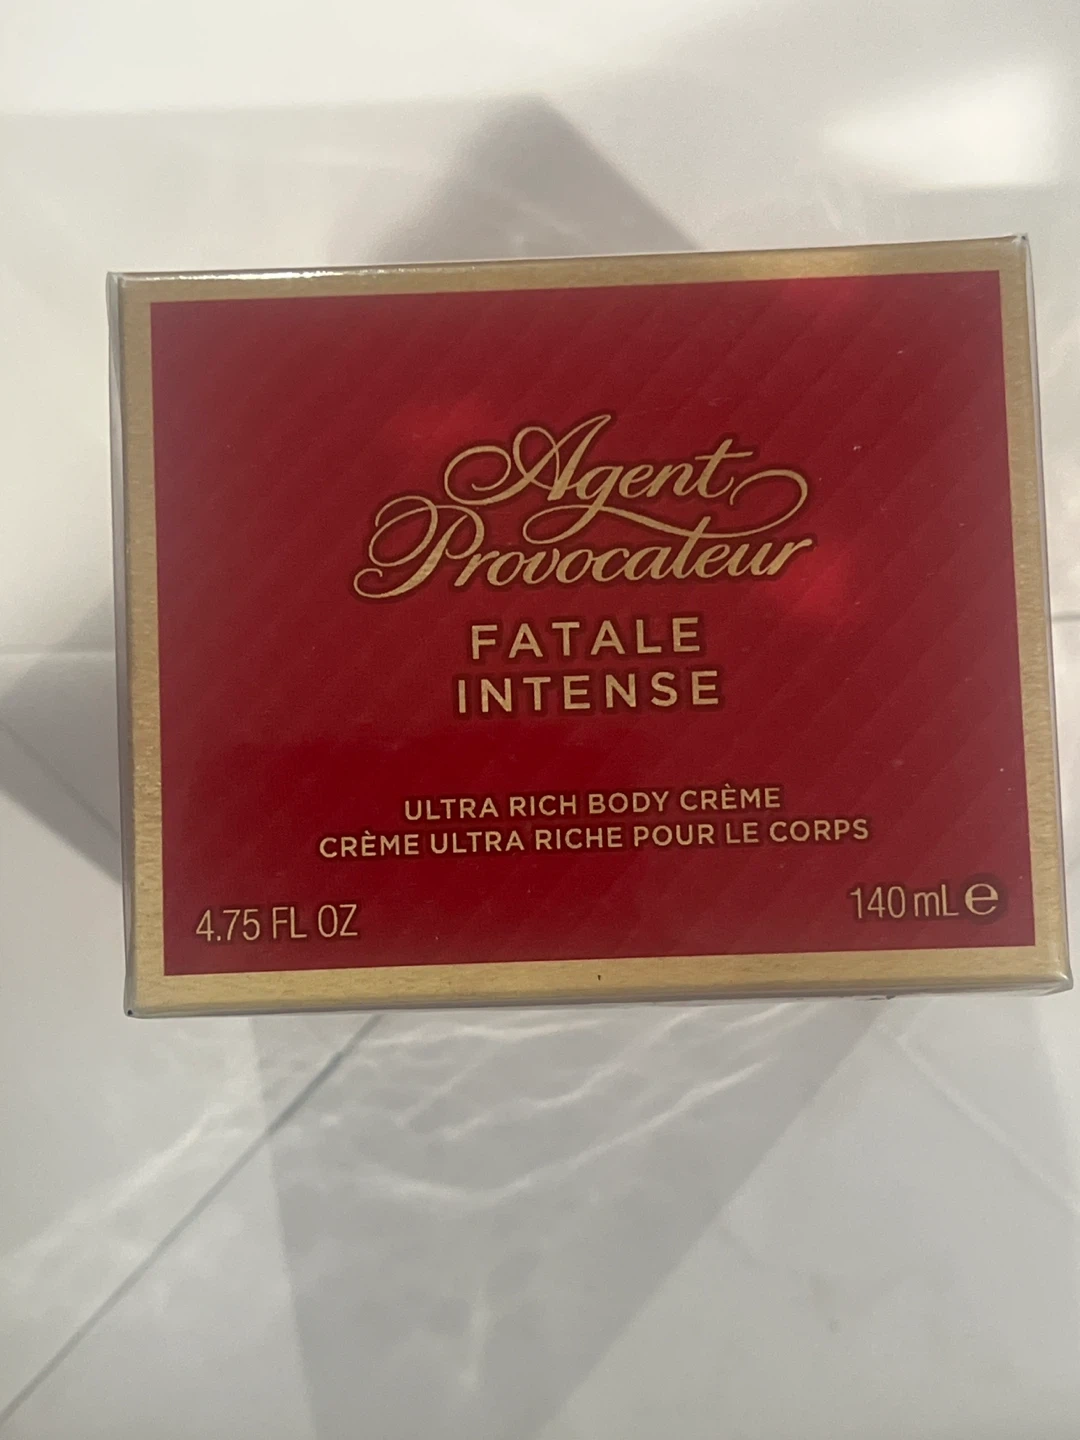 Agent
Provocateur
FATALE
INTENSE
ULTRA RICH BODY CRÈME
CRÈME ULTRA RICHE POUR LE CORPS
4.75 FL OZ
140 mL ℮